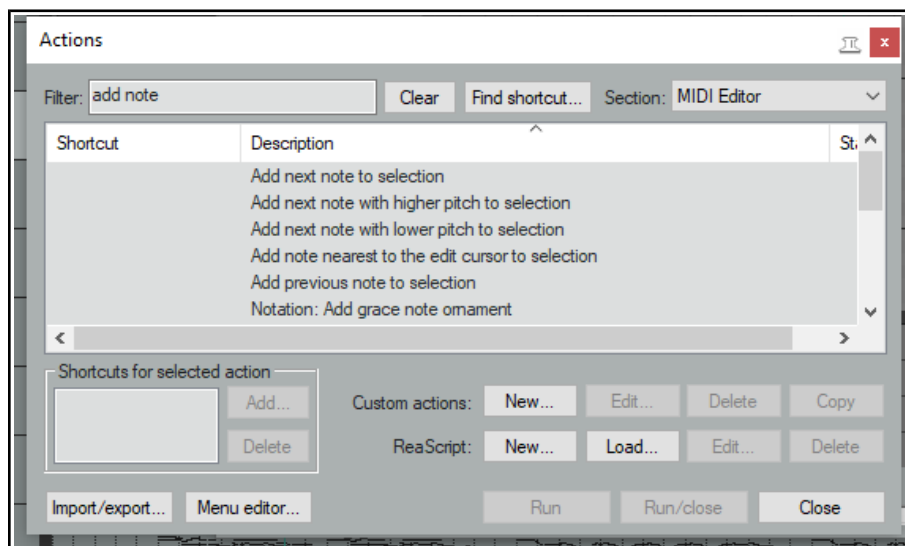 Actions
x
Filter: add note Clear Find shortcut... Section: MIDI Editor
Shortcut Description
Add next note to selection
Add next note with higher pitch to selection
Add next note with lower pitch to selection
Add note nearest to the edit cursor to selection
Add previous note to selection
Notation: Add grace note ornament
Shortcuts for selected action
Add... Custom actions: New... Edit... Delete Copy
Delete ReaScript: New... Load... Edit... Delete
Import/export... Menu editor... Run Run/close Close